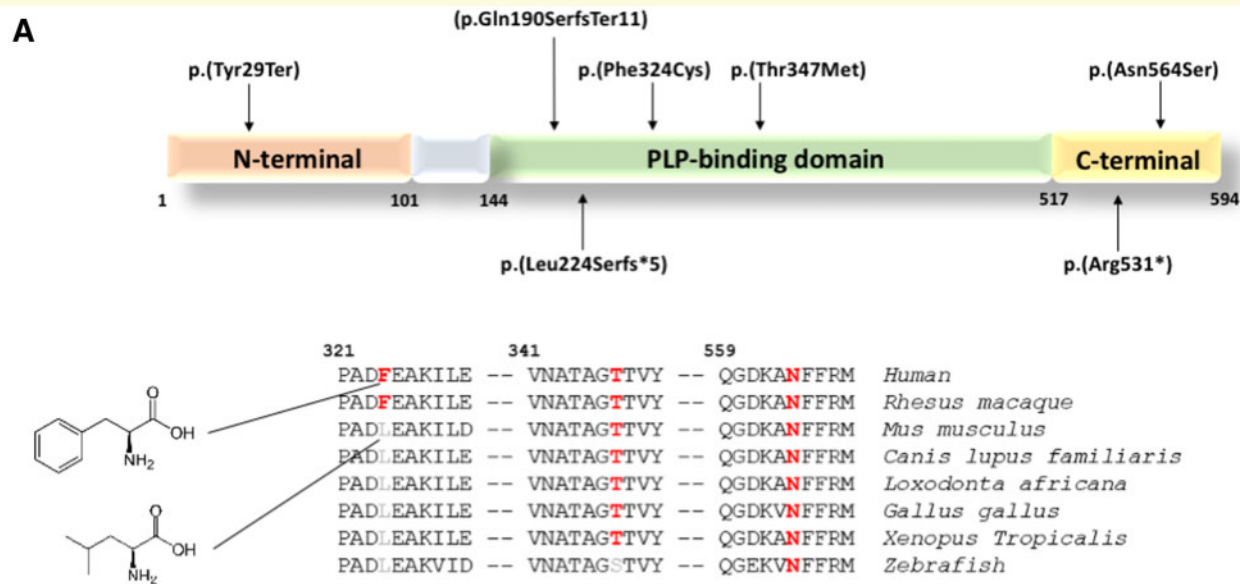 A
(p.Gln190SerfsTer11)
p.(Tyr29Ter) p.(Phe324Cys) p.(Thr347Met) p.(Asn564Ser)
N-terminal PLP-binding domain C-terminal
1 101 144 517 594
p.(Leu224Serfs*5) p.(Arg531*)
321 341 559
PADFEAKILE -- VNATAGTTVY -- QGDKANFFRM Human
PADFEAKILE -- VNATAGTTVY -- QGDKANFFRM Rhesus macaque
PADLEAKILD -- VNATAGTTVY -- QGDKANFFRM Mus musculus
PADLEAKILE -- VNATAGTTVY -- QGDKANFFRM Canis lupus familiaris
PADLEAKILE -- VNATAGTTVY -- QGDKANFFRM Loxodonta africana
PADLEAKILE -- VNATAGTTVY -- QGDKVNFFRM Gallus gallus
PADLEAKILE -- VNATAGTTVY -- QGDKANFFRM Xenopus Tropicalis
PADLEAKVID -- VNATAGSTVY -- QGEKVNFFRM Zebrafish
O
OH
NH2
O
OH
NH2